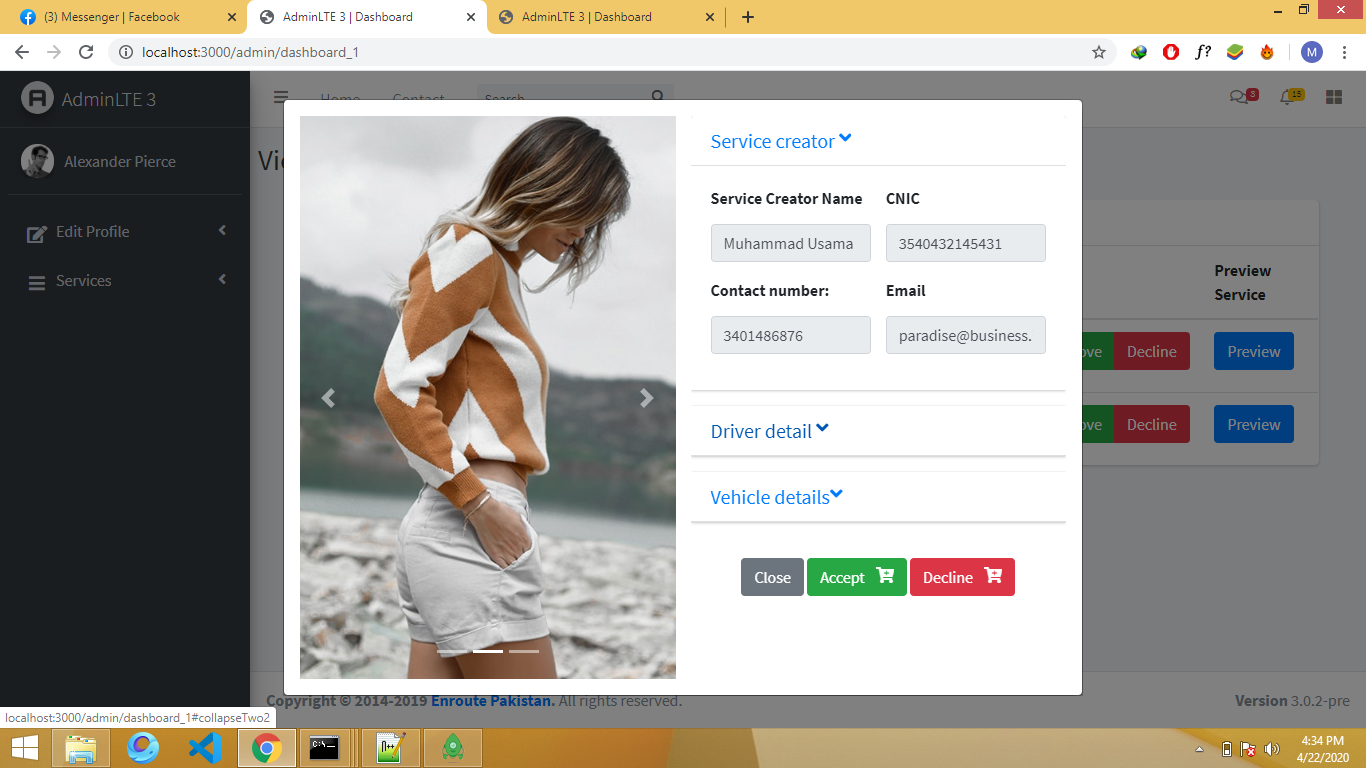 (3) Messenger | Facebook
AdminLTE 3 | Dashboard
AdminLTE 3 | Dashboard
localhost:3000/admin/dashboard_1
f?
M
AdminLTE 3
Home
Contact
Search
3
15
Alexander Pierce
Edit Profile
Services
Service creator
Service Creator Name
CNIC
Muhammad Usama
3540432145431
Contact number:
Email
3401486876
paradise@business.
Driver detail
Vehicle details
Close
Accept
Decline
Preview
Service
Decline
Preview
Decline
Preview
Copyright © 2014-2019 Enroute Pakistan. All rights reserved.
Version 3.0.2-pre
localhost:3000/admin/dashboard_1#collapseTwo2
C:\_
4:34 PM
4/22/2020